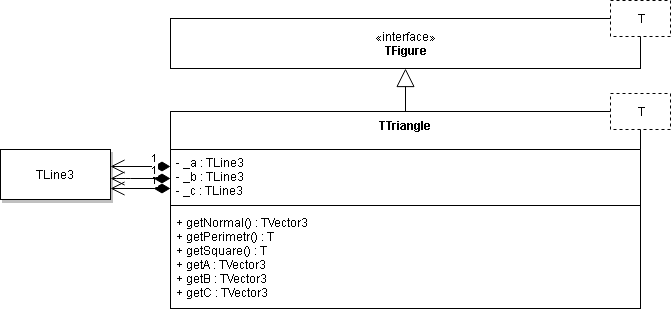 T
«interface»
TFigure
T
TTriangle
TLine3
1
1
1
- _a : TLine3
- _b : TLine3
- _c : TLine3
+ getNormal() : TVector3
+ getPerimetr() : T
+ getSquare() : T
+ getA : TVector3
+ getB : TVector3
+ getC : TVector3